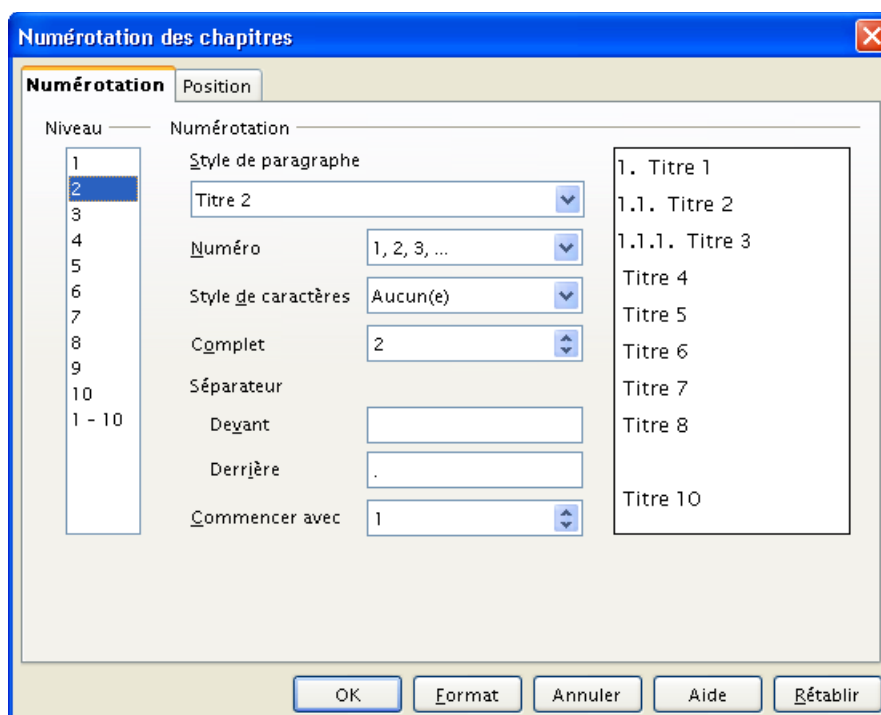 Numérotation des chapitres
Numérotation
Position
Niveau
1
2
3
4
5
6
7
8
9
10
1 - 10
Numérotation
Style de paragraphe
Titre 2
Numéro
1, 2, 3, ...
Style de caractères
Aucun(e)
Complet
2
Séparateur
Devant
Derrière
.
Commencer avec
1
1. Titre 1
1.1. Titre 2
1.1.1. Titre 3
Titre 4
Titre 5
Titre 6
Titre 7
Titre 8
Titre 10
OK
Format
Annuler
Aide
Rétablir